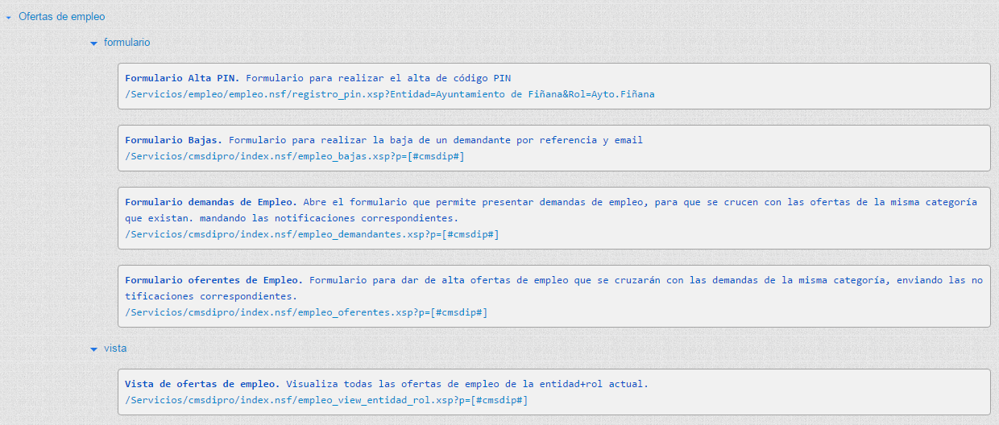 Ofertas de empleo
formulario
Formulario Alta PIN. Formulario para realizar el alta de código PIN
/Servicios/empleo/empleo.nsf/registro_pin.xsp?Entidad=Ayuntamiento de Fiñana&Rol=Ayto.Fiñana
Formulario Bajas. Formulario para realizar la baja de un demandante por referencia y email
/Servicios/cmsdipro/index.nsf/empleo_bajas.xsp?p=[#cmsdip#]
Formulario demandas de Empleo. Abre el formulario que permite presentar demandas de empleo, para que se crucen con las ofertas de la misma categoría
que existan. mandando las notificaciones correspondientes.
/Servicios/cmsdipro/index.nsf/empleo_demandantes.xsp?p=[#cmsdip#]
Formulario oferentes de Empleo. Formulario para dar de alta ofertas de empleo que se cruzarán con las demandas de la misma categoría, enviando las no
tificaciones correspondientes.
/Servicios/cmsdipro/index.nsf/empleo_oferentes.xsp?p=[#cmsdip#]
vista
Vista de ofertas de empleo. Visualiza todas las ofertas de empleo de la entidad+rol actual.
/Servicios/cmsdipro/index.nsf/empleo_view_entidad_rol.xsp?p=[#cmsdip#]